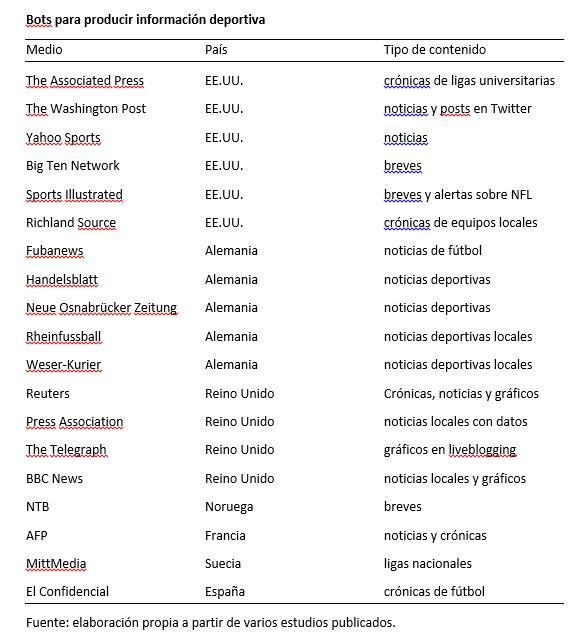 Bots para producir información deportiva
Medio País Tipo de contenido
The Associated Press EE.UU. crónicas de ligas universitarias
The Washington Post EE.UU. noticias y posts en Twitter
Yahoo Sports EE.UU. noticias
Big Ten Network EE.UU. breves
Sports Illustrated EE.UU. breves y alertas sobre NFL
Richland Source EE.UU. crónicas de equipos locales
Fubanews Alemania noticias de fútbol
Handelsblatt Alemania noticias deportivas
Neue Osnabrücker Zeitung Alemania noticias deportivas
Rheinfussball Alemania noticias deportivas locales
Weser-Kurier Alemania noticias deportivas locales
Reuters Reino Unido Crónicas, noticias y gráficos
Press Association Reino Unido noticias locales con datos
The Telegraph Reino Unido gráficos en liveblogging
BBC News Reino Unido noticias locales y gráficos
NTB Noruega breves
AFP Francia noticias y crónicas
MittMedia Suecia ligas nacionales
El Confidencial España crónicas de fútbol
Fuente: elaboración propia a partir de varios estudios publicados.